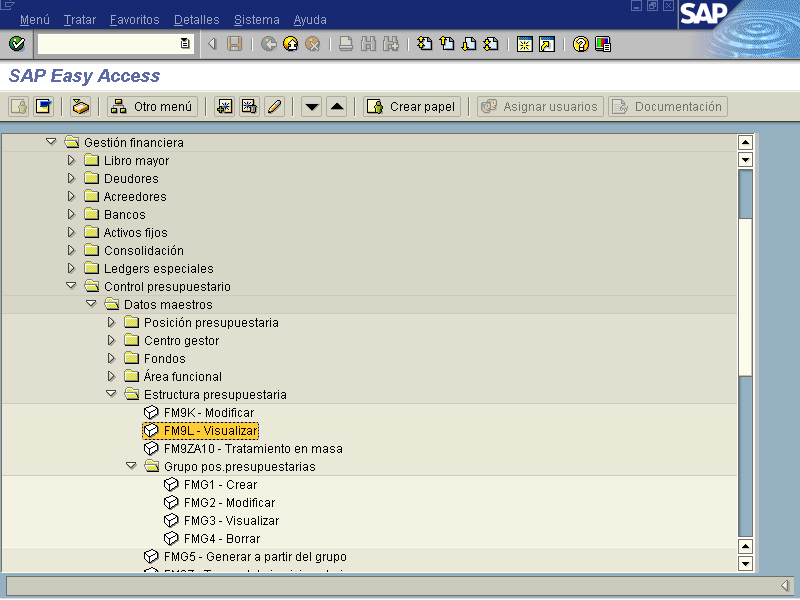 Menú Tratar Favoritos Detalles Sistema Ayuda
SAP
SAP Easy Access
Otro menú Crear papel Asignar usuarios Documentación
Gestión financiera
Libro mayor
Deudores
Acreedores
Bancos
Activos fijos
Consolidación
Ledgers especiales
Control presupuestario
Datos maestros
Posición presupuestaria
Centro gestor
Fondos
Área funcional
Estructura presupuestaria
FM9K - Modificar
FM9L - Visualizar
FM9ZA10 - Tratamiento en masa
Grupo pos.presupuestarias
FMG1 - Crear
FMG2 - Modificar
FMG3 - Visualizar
FMG4 - Borrar
FMG5 - Generar a partir del grupo